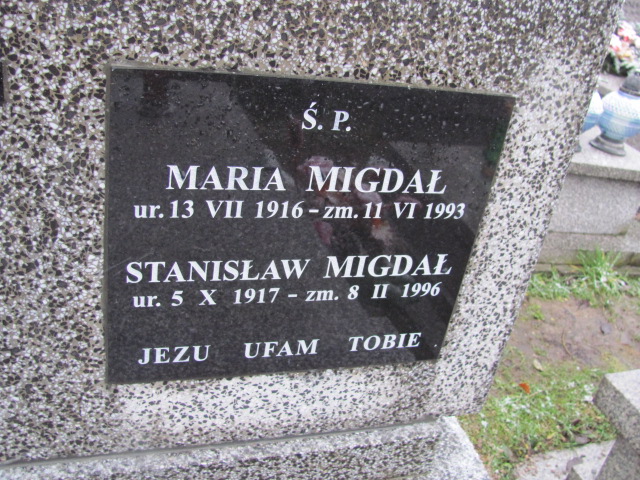 Ś. P.
MARIA MIGDAŁ
ur. 13 VII 1916 - zm. 11 VI 1993
STANISŁAW MIGDAŁ
ur. 5 X 1917 - zm. 8 II 1996
JEZU UFAM TOBIE